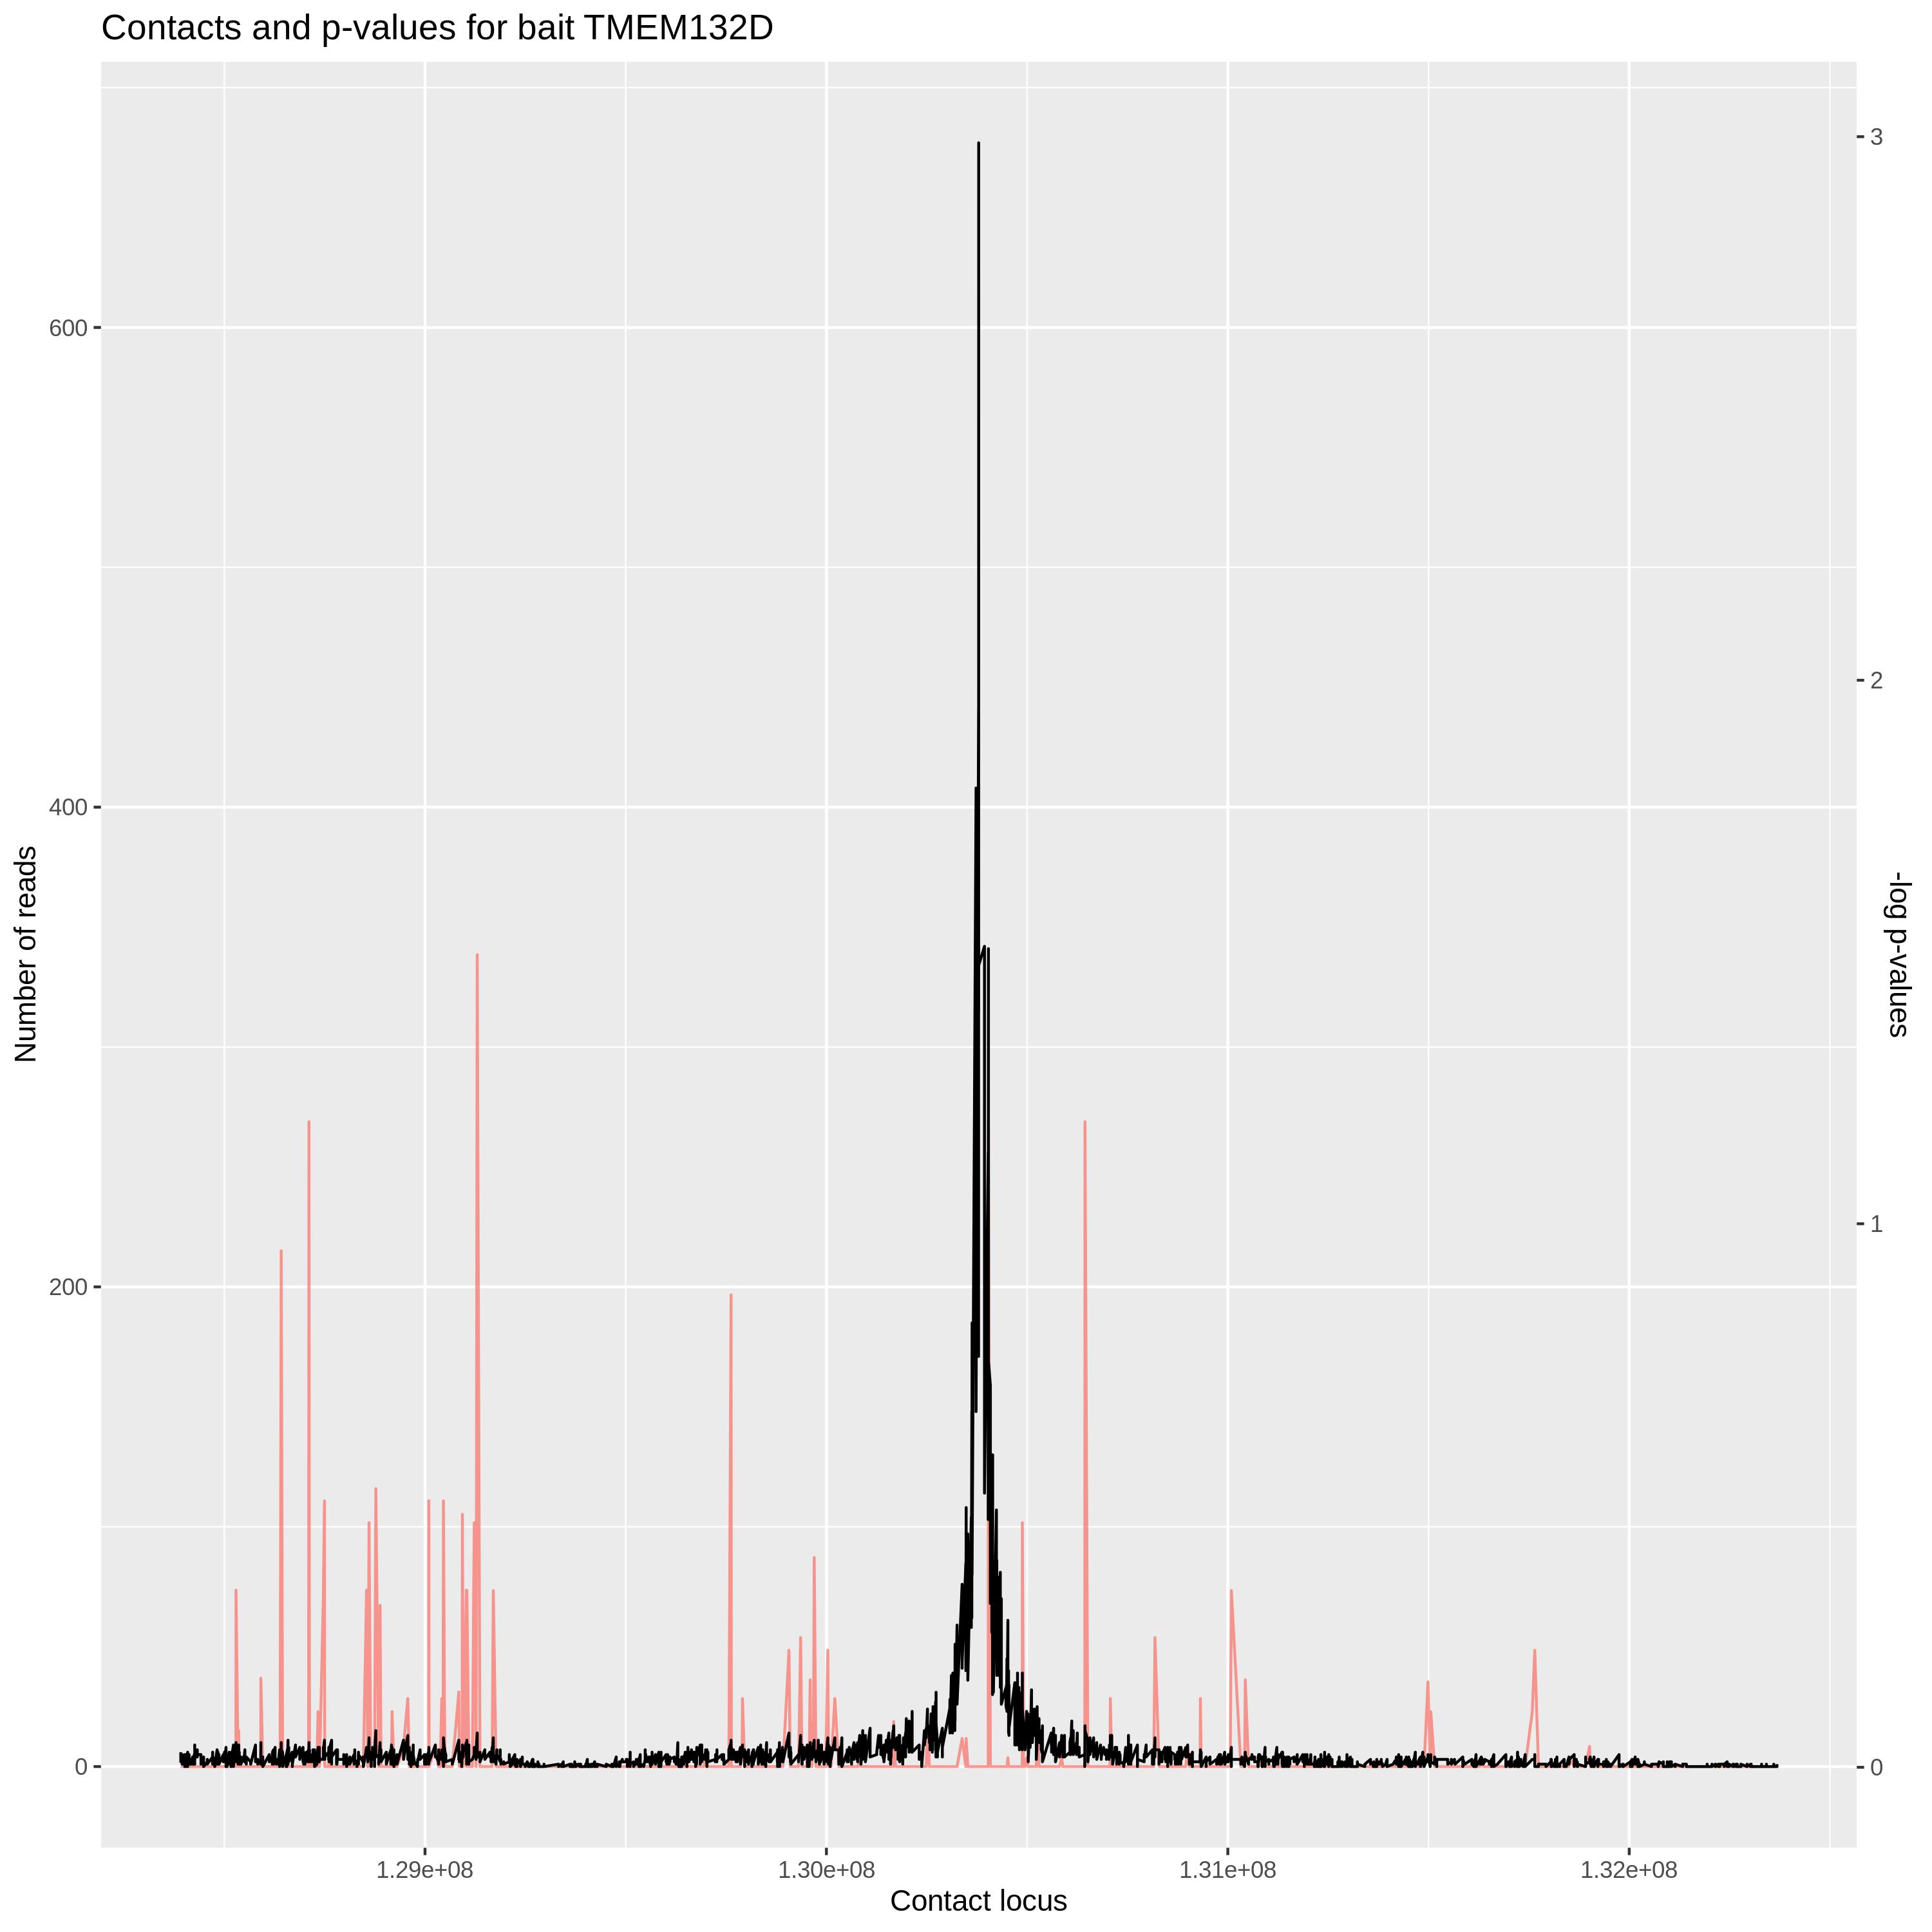 Contacts and p-values for bait TMEM132D
600
400
200
0
Number of reads
3
2
1
0
-log p-values
1.29e+08
1.30e+08
1.31e+08
1.32e+08
Contact locus